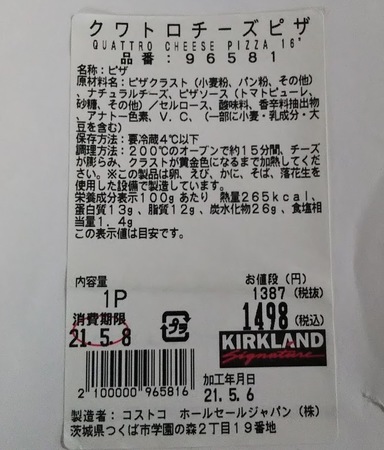 クワトロチーズピザ
QUATTRO CHEESE PIZZA 16"
品番:96581
名称:ピザ
原材料名:ピザクラスト(小麦粉、パン粉、その他)
、ナチュラルチーズ、ピザソース(トマトピューレ、
砂糖、その他)/セルロース、酸味料、香辛料抽出物
、アナトー色素、V.C.、(一部に小麦・乳成分・大
豆を含む)
保存方法:要冷蔵4℃以下
調理方法:200℃のオーブンで約15分間、チーズ
が膨らみ、クラストが黄金色になるまで加熱してくださ
い。※この製品は卵、えび、かに、そば、落花生を
使用した設備で製造しています。
栄養成分表示100gあたり 熱量265kcal、
蛋白質13g、脂質12g、炭水化物26g、食塩相
当量1.4g
この表示値は目安です。
内容量
1P
お値段(円)
1387(税抜)
1498(税込)
消費期限
21.5.8
プラ
KIRKLAND
Signature
2 100000 965816
加工年月日
21.5.6
製造者:コストコ ホールセールジャパン(株)
茨城県つくば市学園の森2丁目19番地